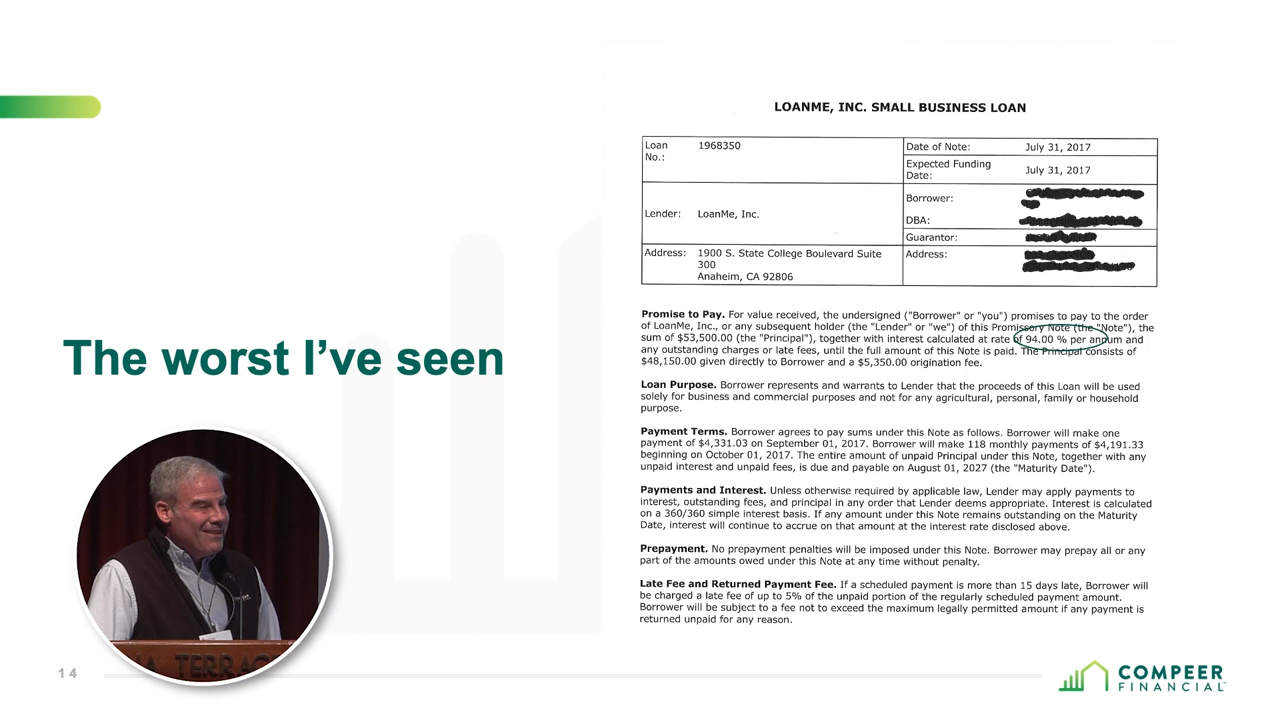 LOANME, INC. SMALL BUSINESS LOAN
Loan No.: 1968350
Date of Note: July 31, 2017
Expected Funding Date: July 31, 2017
Lender: LoanMe, Inc.
Borrower:
DBA:
Guarantor:
Address: 1900 S. State College Boulevard Suite
300
Anaheim, CA 92806
Address:
Promise to Pay. For value received, the undersigned ("Borrower" or "you") promises to pay to the order
of LoanMe, Inc., or any subsequent holder (the "Lender" or "we") of this Promissory Note (the "Note"), the
sum of $53,500.00 (the "Principal"), together with interest calculated at rate of 94.00 % per annum and
any outstanding charges or late fees, until the full amount of this Note is paid. The Principal consists of
$48,150.00 given directly to Borrower and a $5,350.00 origination fee.
Loan Purpose. Borrower represents and warrants to Lender that the proceeds of this Loan will be used
solely for business and commercial purposes and not for any agricultural, personal, family or household
purpose.
Payment Terms. Borrower agrees to pay sums under this Note as follows. Borrower will make one
payment of $4,331.03 on September 01, 2017. Borrower will make 118 monthly payments of $4,191.33
beginning on October 01, 2017. The entire amount of unpaid Principal under this Note, together with any
unpaid interest and unpaid fees, is due and payable on August 01, 2027 (the "Maturity Date").
Payments and Interest. Unless otherwise required by applicable law, Lender may apply payments to
interest, outstanding fees, and principal in any order that Lender deems appropriate. Interest is calculated
on a 360/360 simple interest basis. If any amount under this Note remains outstanding on the Maturity
Date, interest will continue to accrue on that amount at the interest rate disclosed above.
Prepayment. No prepayment penalties will be imposed under this Note. Borrower may prepay all or any
part of the amounts owed under this Note at any time without penalty.
Late Fee and Returned Payment Fee. If a scheduled payment is more than 15 days late, Borrower will
be charged a late fee of up to 5% of the unpaid portion of the regularly scheduled payment amount.
Borrower will be subject to a fee not to exceed the maximum legally permitted amount if any payment is
returned unpaid for any reason.
The worst I've seen
14
COMPEER
FINANCIAL